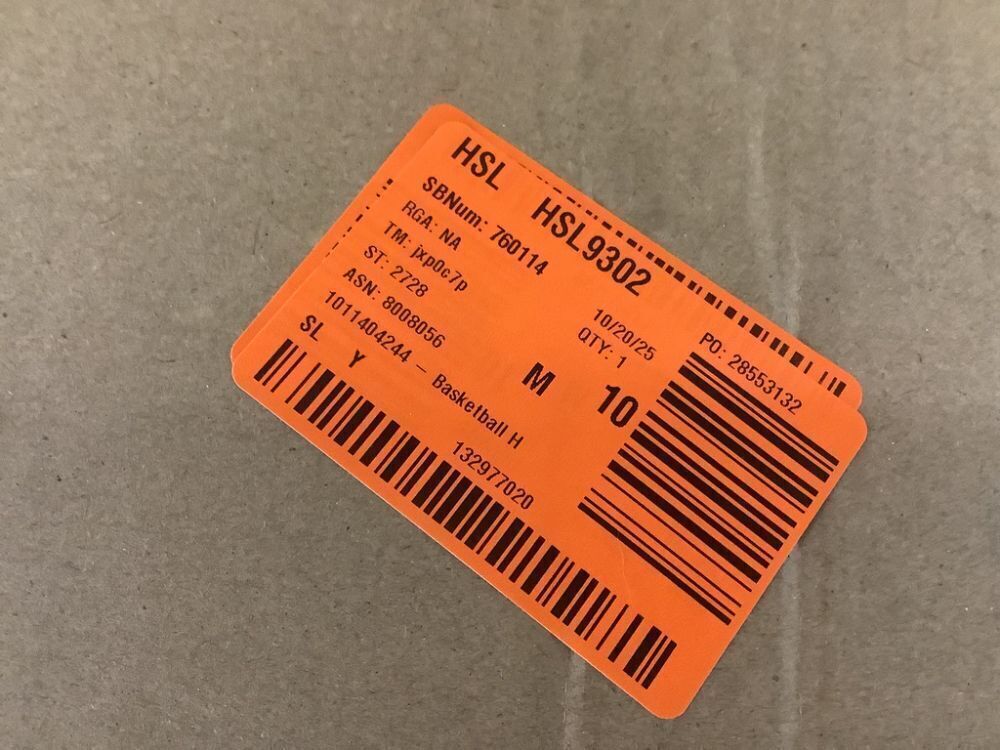 HSL HSL9302
SBNum: 760114
RGA: NA
TM: jxp0c7p
ST: 2728
ASN: 8008056
1011404244 – Basketball H
SL Y
132977020
10/20/25
QTY: 1
M 10
PO: 28553132